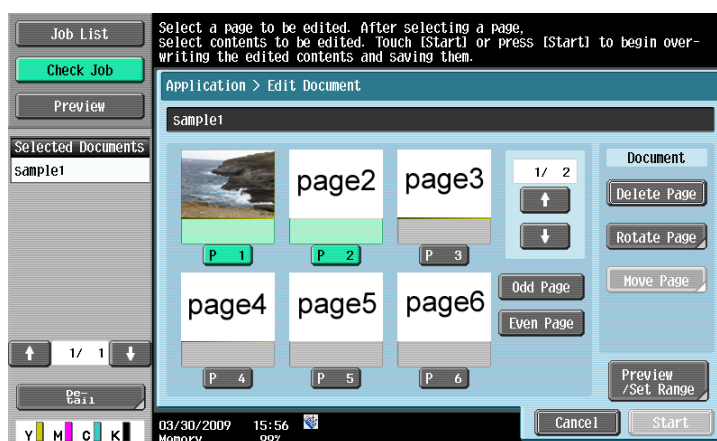 Job List
Check Job
Preview
Selected Documents
sample1
1/ 1
De-
tail
Y M C K
Select a page to be edited. After selecting a page,
select contents to be edited. Touch [Start] or press [Start] to begin over-
writing the edited contents and saving them.
Application > Edit Document
sample1
page2 page3
P 1 P 2 P 3
page4 page5 page6
P 4 P 5 P 6
1/ 2
Odd Page
Even Page
Document
Delete Page
Rotate Page
Move Page
Preview
/Set Range
03/30/2009 15:56
Memory 99%
Cancel Start